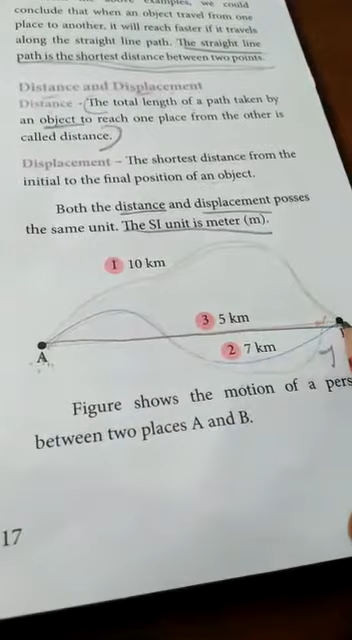 examples, we could
conclude that when an object travel from one
place to another, it will reach faster if it travels
along the straight line path. The straight line
path is the shortest distance between two points.
Distance and Displacement
Distance - The total length of a path taken by
an object to reach one place from the other is
called distance.
Displacement – The shortest distance from the
initial to the final position of an object.
Both the distance and displacement posses
the same unit. The SI unit is meter (m).
1 10 km
3 5 km
2 7 km
A
Figure shows the motion of a pers
between two places A and B.
17